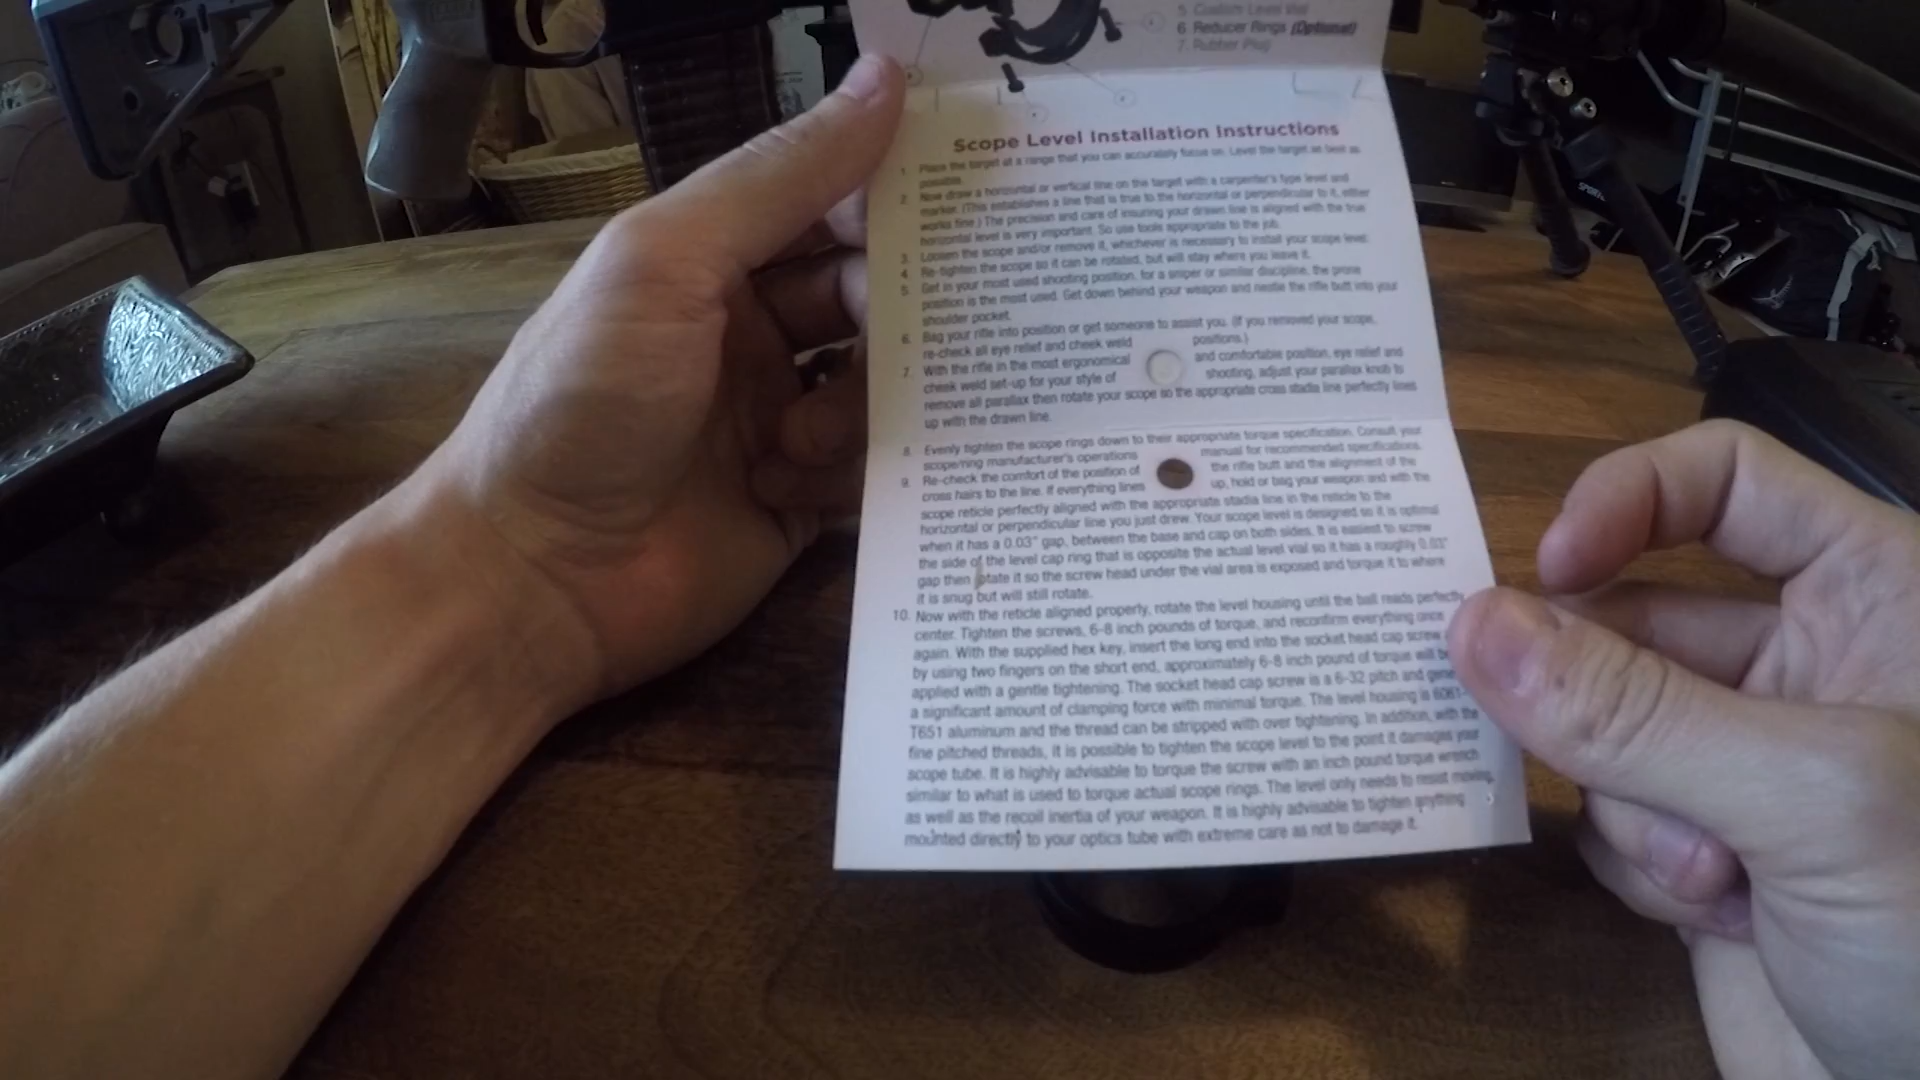 5 Custom Level Vial
6 Reducer Rings (Optional)
7. Rubber Plug
Scope Level Installation Instructions
1. Place the target at a range that you can accurately focus on. Level the target as best as
possible.
2. Now draw a horizontal or vertical line on the target with a carpenter's type level and
marker. (This establishes a line that is true to the horizontal or perpendicular to it, either
works fine.) The precision and care of insuring your drawn line is aligned with the true
horizontal level is very important. So use tools appropriate to the job.
3. Loosen the scope and/or remove it, whichever is necessary to install your scope level.
4. Re-tighten the scope so it can be rotated, but will stay where you leave it.
5. Get in your most used shooting position, for a sniper or similar discipline, the prone
position is the most used. Get down behind your weapon and nestle the rifle butt into your
shoulder pocket.
6. Bag your rifle into position or get someone to assist you. (If you removed your scope,
re-check all eye relief and cheek weld positions.)
7. With the rifle in the most ergonomical and comfortable position, eye relief and
cheek weld set-up for your style of shooting, adjust your parallax knob to
remove all parallax then rotate your scope so the appropriate cross stadia line perfectly lines
up with the drawn line.
8. Evenly tighten the scope rings down to their appropriate torque specification. Consult your
scope/ring manufacturer's operations manual for recommended specifications.
9. Re-check the comfort of the position of the rifle butt and the alignment of the
cross hairs to the line. If everything lines up, hold or bag your weapon and with the
scope reticle perfectly aligned with the appropriate stadia line in the reticle to the
horizontal or perpendicular line you just drew. Your scope level is designed so it is optimal
when it has a 0.03" gap, between the base and cap on both sides. It is easiest to screw
the side of the level cap ring that is opposite the actual level vial so it has a roughly 0.03"
gap then otate it so the screw head under the vial area is exposed and torque it to where
it is snug but will still rotate.
10. Now with the reticle aligned properly, rotate the level housing until the ball reads perfectly
center. Tighten the screws, 6-8 inch pounds of torque, and reconfirm everything once
again. With the supplied hex key, insert the long end into the socket head cap screw
by using two fingers on the short end, approximately 6-8 inch pound of torque will b
applied with a gentle tightening. The socket head cap screw is a 6-32 pitch and gene
a significant amount of clamping force with minimal torque. The level housing is 6061-
T651 aluminum and the thread can be stripped with over tightening. In addition, with the
fine pitched threads, it is possible to tighten the scope level to the point it damages your
scope tube. It is highly advisable to torque the screw with an inch pound torque wrench
similar to what is used to torque actual scope rings. The level only needs to resist moving,
as well as the recoil inertia of your weapon. It is highly advisable to tighten anything
mounted directly to your optics tube with extreme care as not to damage it.